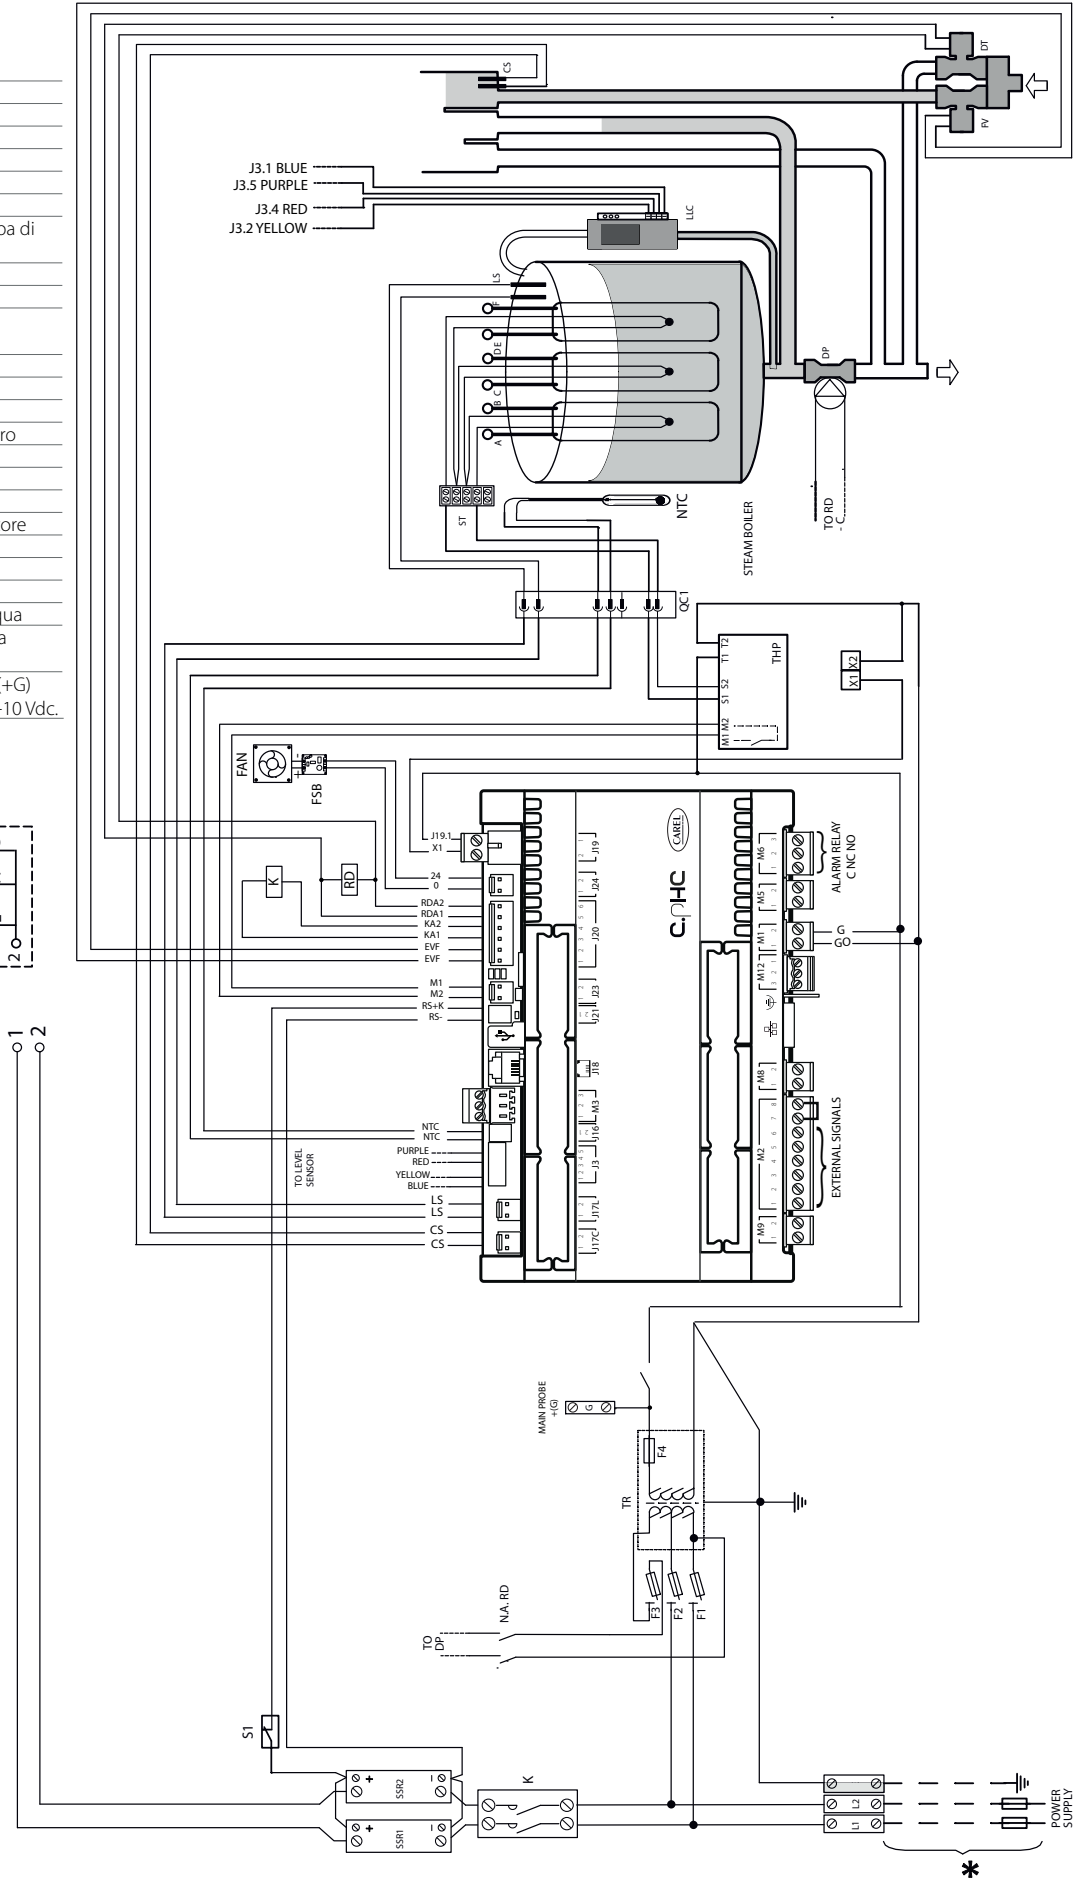 pa di
ro
ore
qua
a
(+G)
-10 Vdc.
2
1
2
J3.1 BLUE
J3.5 PURPLE
J3.4 RED
J3.2 YELLOW
CS
DT
FV
LLC
LS
F
D E
C
B
A
ST
NTC
STEAM BOILER
DP
TO RD
- C
QC1
T1 T2
S1 S2
M1 M2
THP
X1 X2
FAN
- +
FSB
K
RD
J19.1
X1
24
0
RDA2
RDA1
KA2
KA1
EVF
EVF
M1
M2
RS+K
RS-
NTC
NTC
PURPLE
RED
YELLOW
BLUE
LS
LS
CS
CS
TO LEVEL
SENSOR
J19
J24
J20
J23
J21
J18
M3
J16
J3
J17L
J17C
CAREL
c.pHC
M6
M5
M1
M12
M8
M2
M9
ALARM RELAY
C NC NO
G
GO
EXTERNAL SIGNALS
MAIN PROBE
+(G)
G
F4
TR
F3
F2
F1
N.A. RD
TO
DP
S1
SSR2
+ -
SSR1
+ -
K
L2
L1
POWER
SUPPLY
*